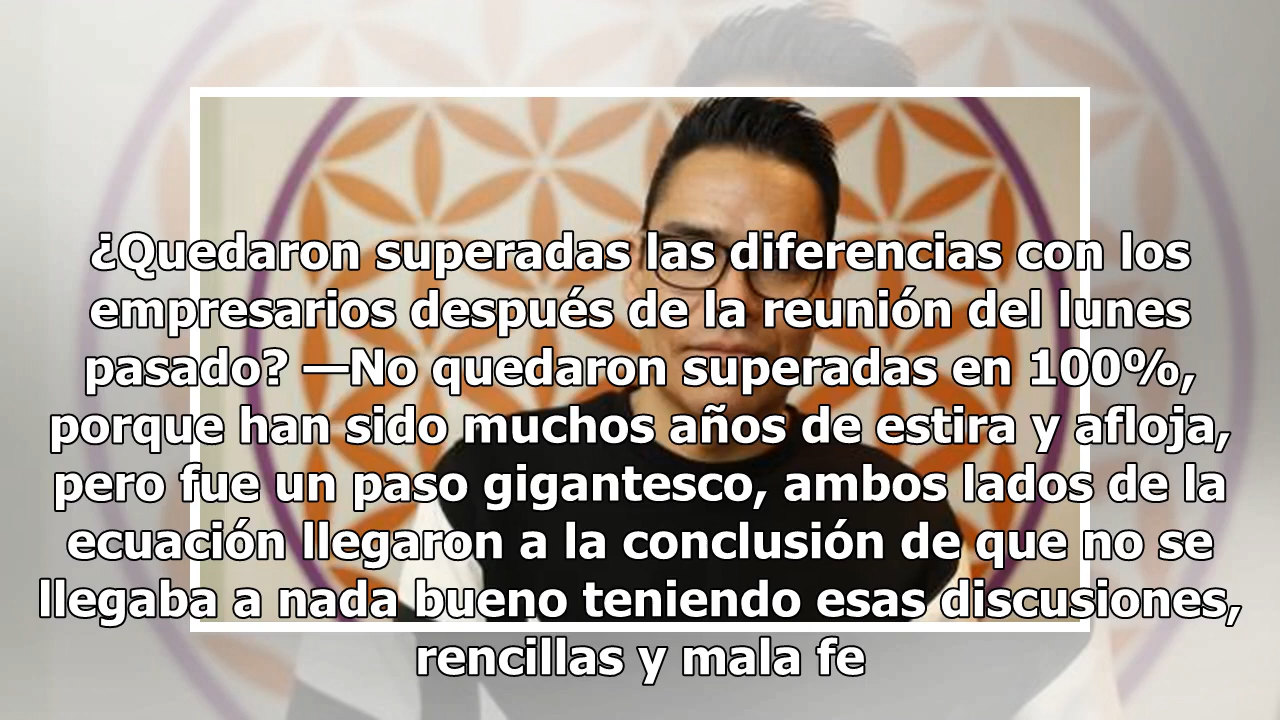 ¿Quedaron superadas las diferencias con los
empresarios después de la reunión del lunes
pasado? —No quedaron superadas en 100%,
porque han sido muchos años de estira y afloja,
pero fue un paso gigantesco, ambos lados de la
ecuación llegaron a la conclusión de que no se
llegaba a nada bueno teniendo esas discusiones,
rencillas y mala fe